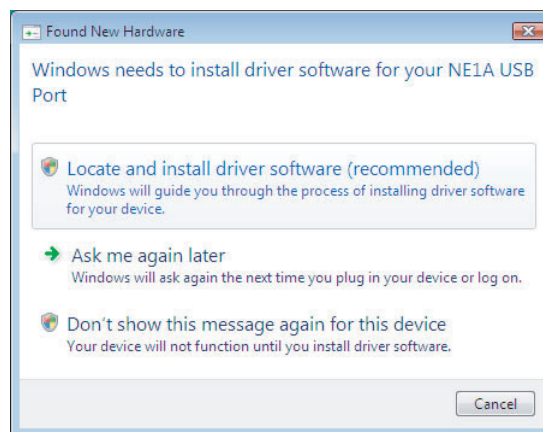 Found New Hardware
Windows needs to install driver software for your NE1A USB
Port
Locate and install driver software (recommended)
Windows will guide you through the process of installing driver software
for your device.
Ask me again later
Windows will ask again the next time you plug in your device or log on.
Don't show this message again for this device
Your device will not function until you install driver software.
Cancel